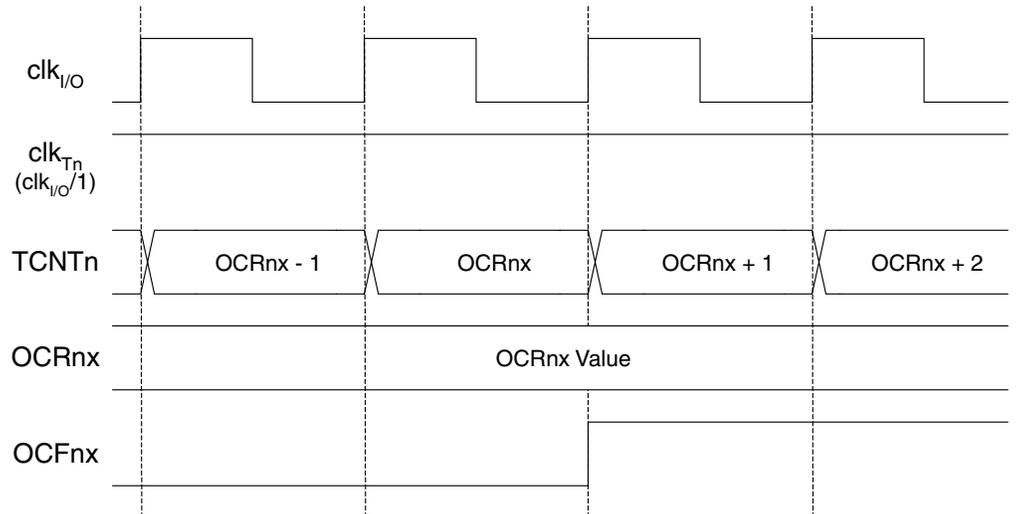 clkI/O
clkTn
(clkI/O/1)
TCNTn OCRnx - 1 OCRnx OCRnx + 1 OCRnx + 2
OCRnx OCRnx Value
OCFnx